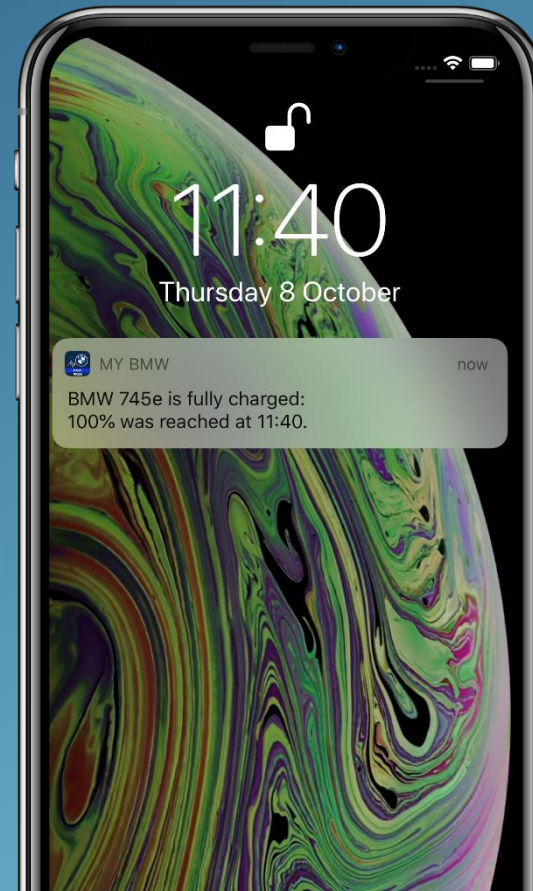 11:40
Thursday 8 October
MY BMW
now
BMW 745e is fully charged:
100% was reached at 11:40.